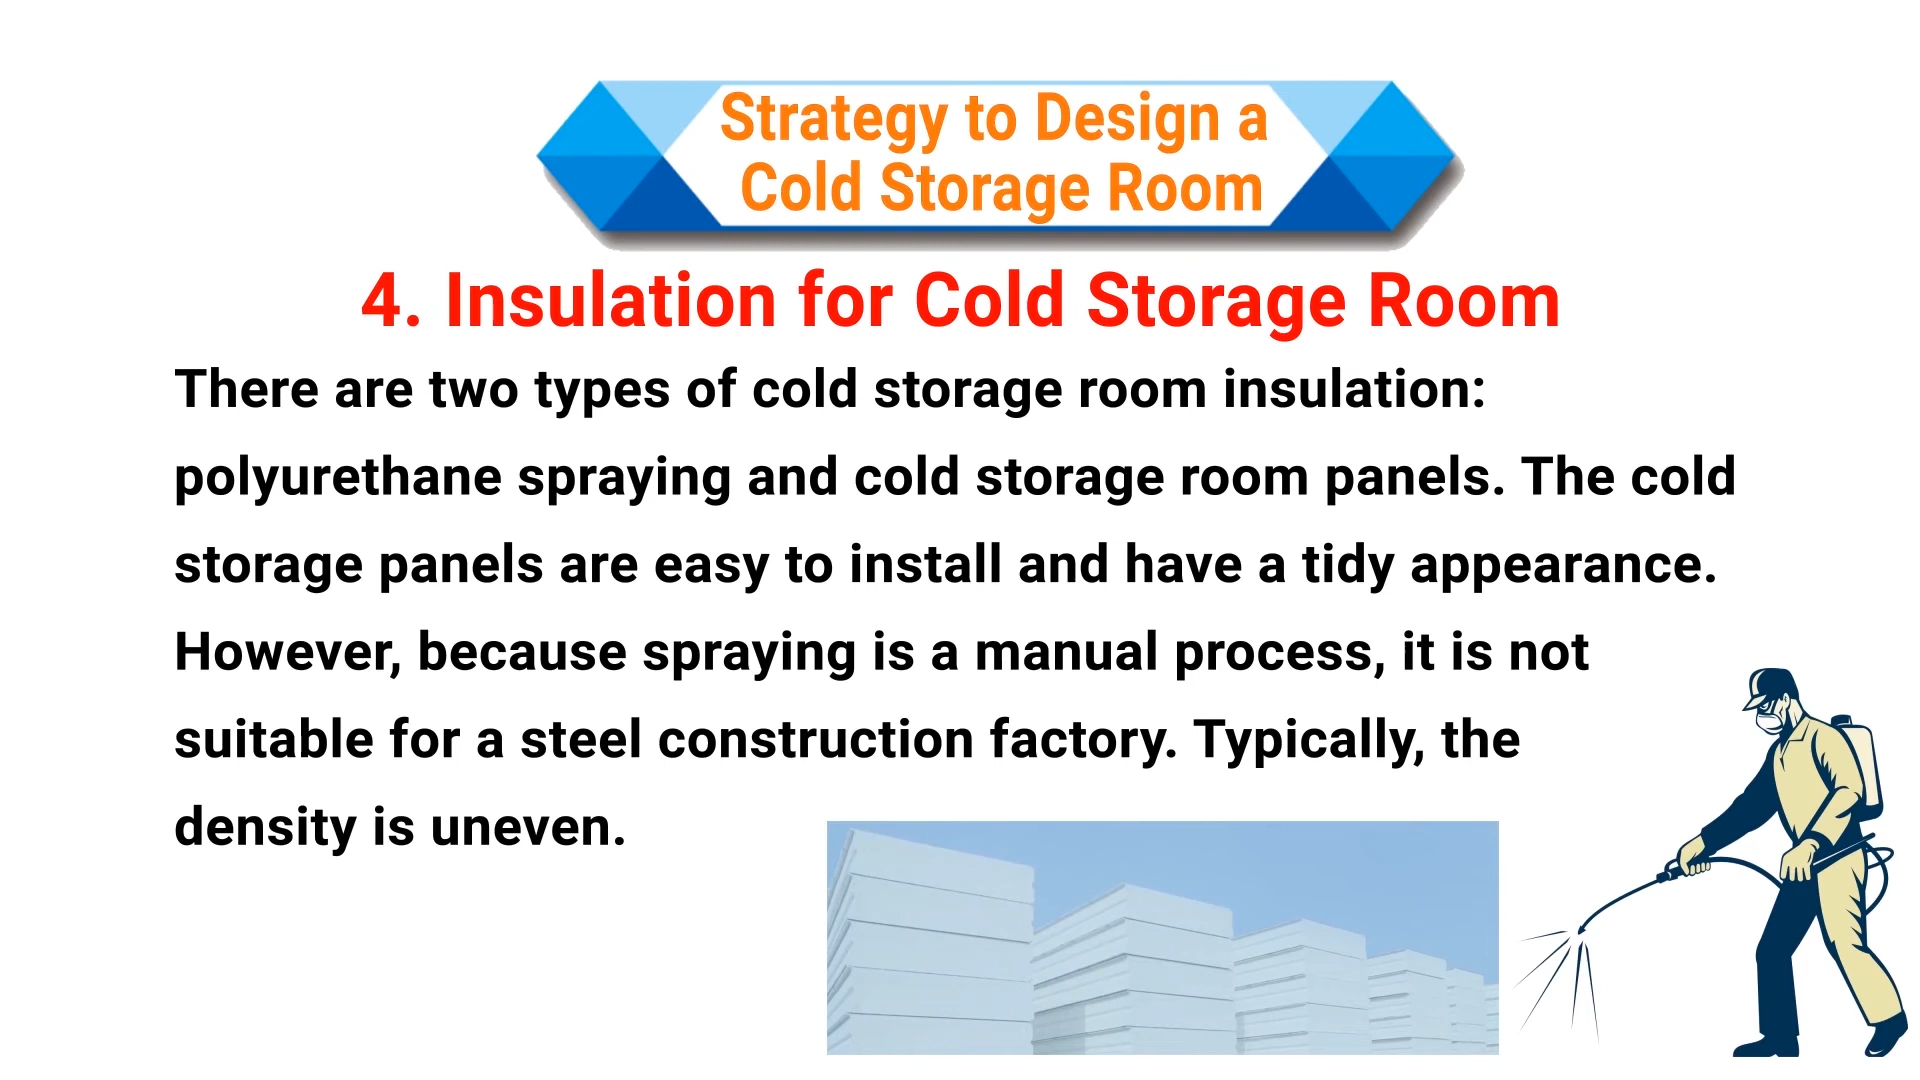 Strategy to Design a
Cold Storage Room
4. Insulation for Cold Storage Room
There are two types of cold storage room insulation:
polyurethane spraying and cold storage room panels. The cold
storage panels are easy to install and have a tidy appearance.
However, because spraying is a manual process, it is not
suitable for a steel construction factory. Typically, the
density is uneven.